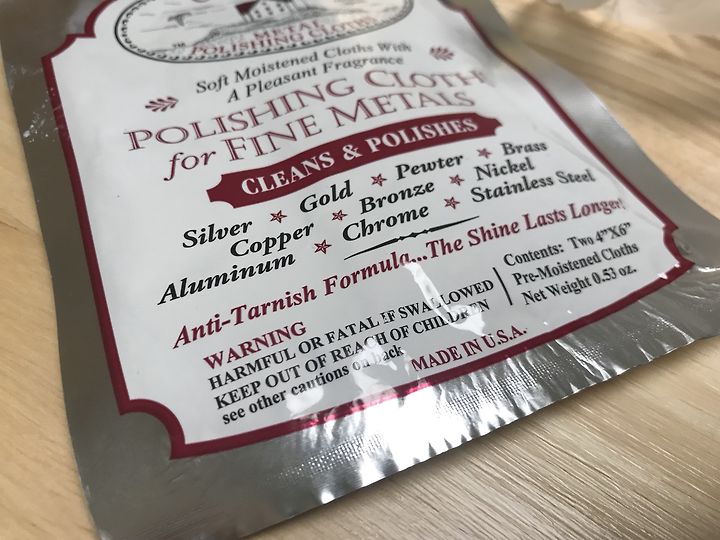 METAL
POLISHING CLOTHS
Soft Moistened Cloths With
A Pleasant Fragrance
POLISHING CLOTH
for FINE METALS
CLEANS & POLISHES
Silver Gold Pewter Brass
Copper Bronze Nickel
Aluminum Chrome Stainless Steel
Anti-Tarnish Formula...The Shine Lasts Longer!
WARNING
HARMFUL OR FATAL IF SWALLOWED
KEEP OUT OF REACH OF CHILDREN
see other cautions on back
Contents: Two 4"X6"
Pre-Moistened Cloths
Net Weight 0.53 oz.
MADE IN U.S.A.